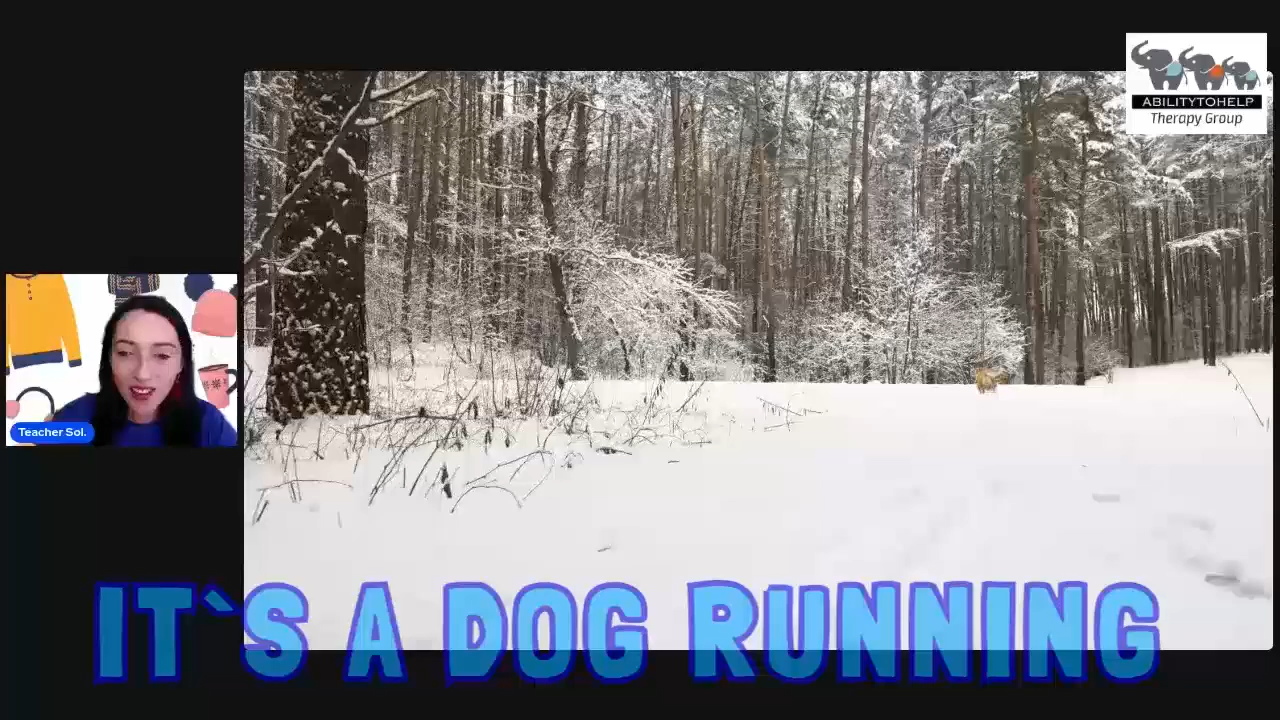 ABILITYTOHELP
Therapy Group
Teacher Sol.
IT`S A DOG RUNNING